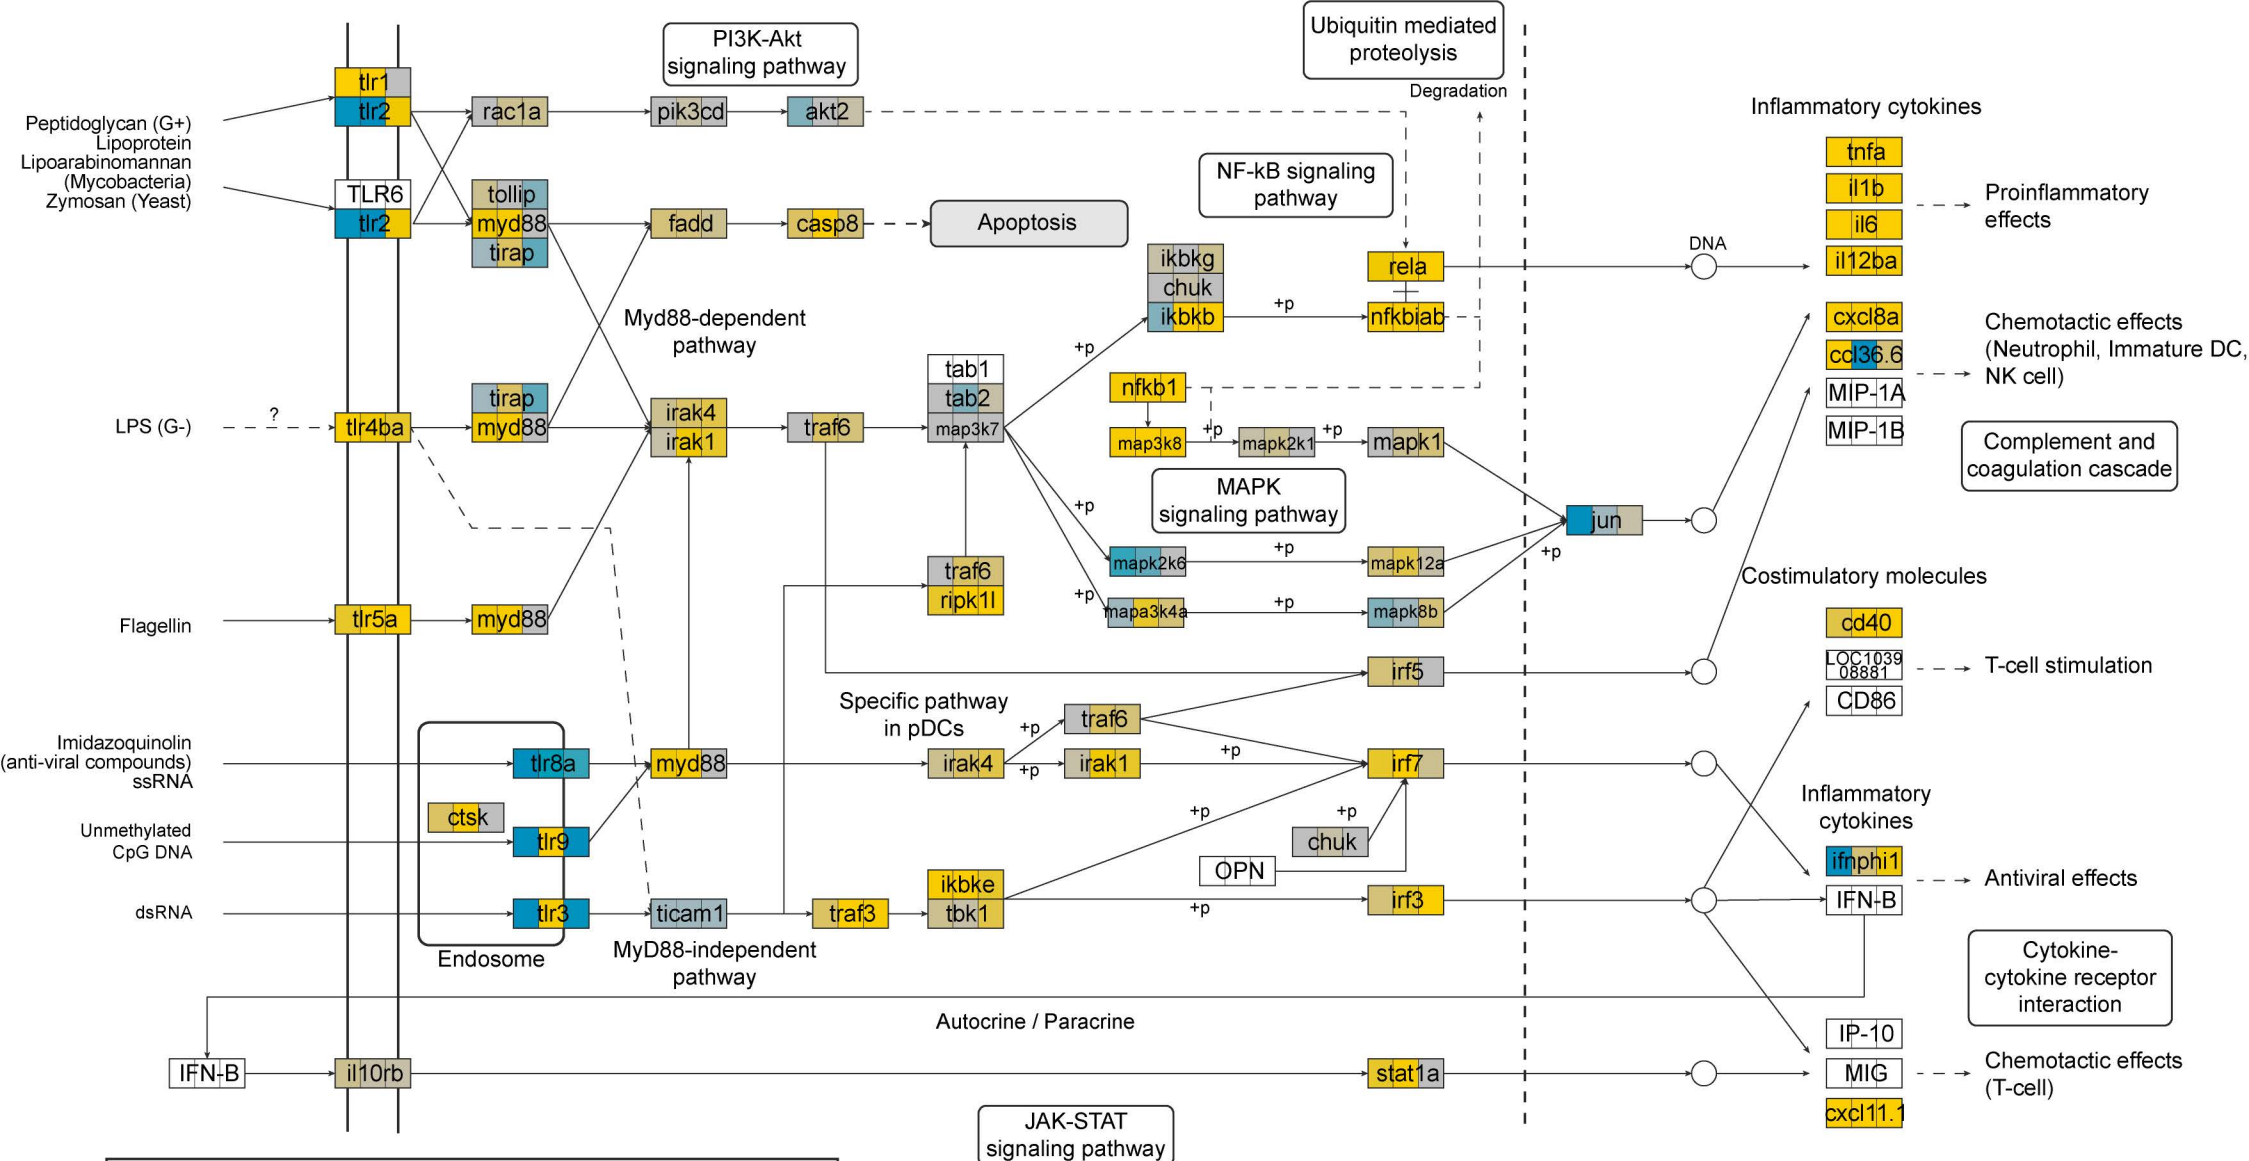 PI3K-Akt
signaling pathway
Ubiquitin mediated
proteolysis
Degradation
Peptidoglycan (G+)
Lipoprotein
Lipoarabinomannan
(Mycobacteria)
Zymosan (Yeast)
tlr1
tlr2
rac1a
pik3cd
akt2
TLR6
tlr2
tollip
myd88
tirap
fadd
casp8
Apoptosis
NF-kB signaling
pathway
Inflammatory cytokines
tnfa
il1b
il6
il12ba
Proinflammatory
effects
DNA
rela
ikbkg
chuk
ikbkb
+p
nfkbiab
Myd88-dependent
pathway
cxcl8a
ccl36.6
MIP-1A
MIP-1B
Chemotactic effects
(Neutrophil, Immature DC,
NK cell)
Complement and
coagulation cascade
LPS (G-)
?
tlr4ba
tirap
myd88
irak4
irak1
traf6
tab1
tab2
map3k7
+p
nfkb1
map3k8
+p
mapk2k1
+p
mapk1
MAPK
signaling pathway
+p
jun
+p
mapk2k6
+p
mapk12a
+p
mapa3k4a
+p
mapk8b
traf6
ripk1l
Flagellin
tlr5a
myd88
irf5
Costimulatory molecules
cd40
LOC1039
08881
CD86
T-cell stimulation
Specific pathway
in pDCs
Imidazoquinolin
(anti-viral compounds)
ssRNA
tlr8a
myd88
irak4
+p
+p
traf6
irak1
+p
irf7
ctsk
Unmethylated
CpG DNA
tlr9
+p
+p
chuk
OPN
dsRNA
tlr3
Endosome
ticam1
MyD88-independent
pathway
traf3
ikbke
tbk1
+p
irf3
Inflammatory
cytokines
ifnphi1
IFN-B
Antiviral effects
Cytokine-
cytokine receptor
interaction
Autocrine / Paracrine
IFN-B
il10rb
stat1a
IP-10
MIG
cxcl11.1
Chemotactic effects
(T-cell)
JAK-STAT
signaling pathway